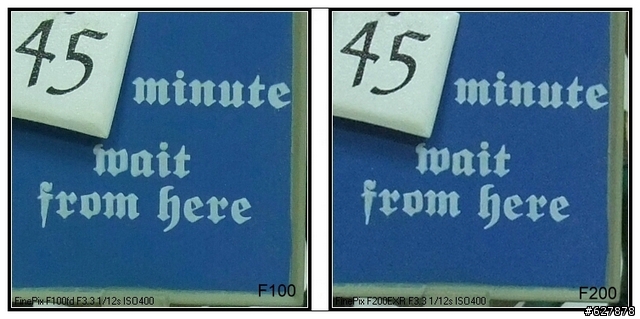 45
minute
wait
from here
FinePix F100fd F3.3 1/12s ISO400
F100
45
minute
wait
from here
FinePix F200EXR F3.3 1/12s ISO400
F200
#627878